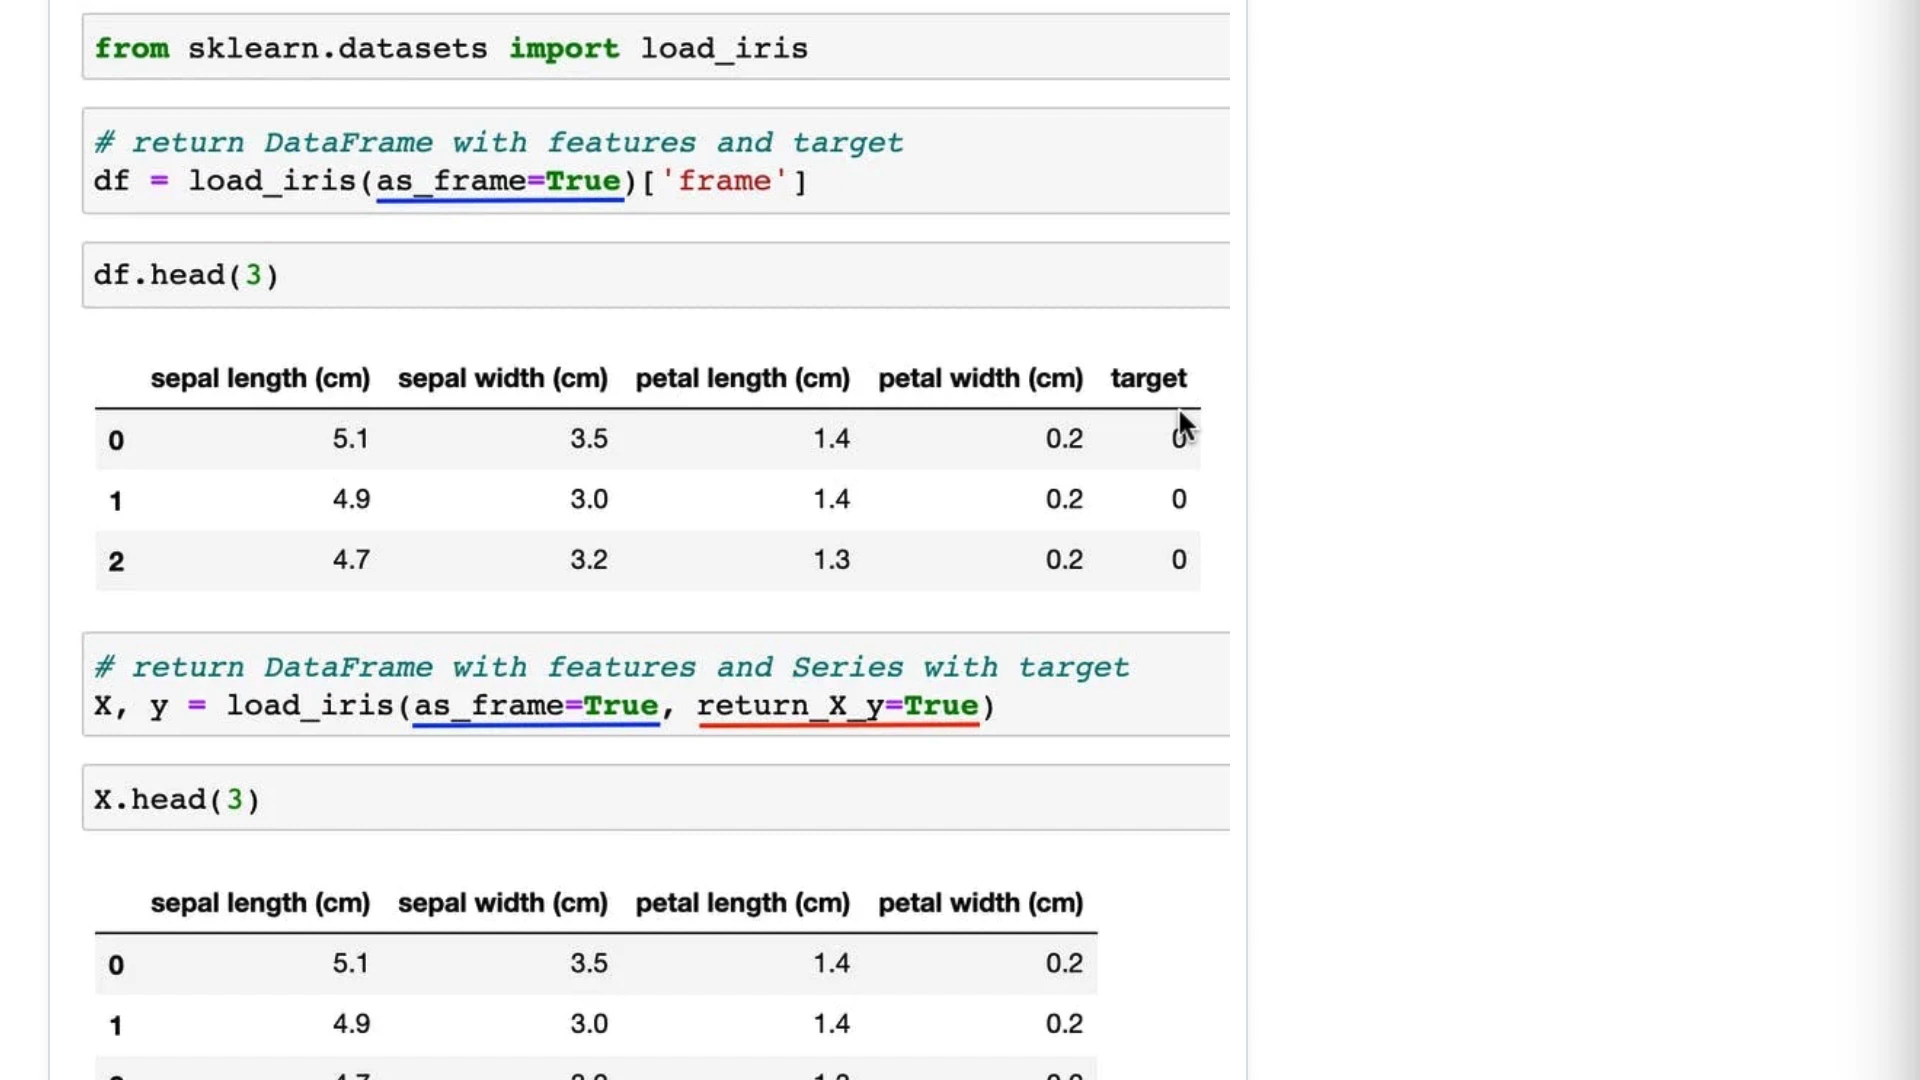 from sklearn.datasets import load_iris
# return DataFrame with features and target
df = load_iris(as_frame=True)['frame']
df.head(3)
sepal length (cm) sepal width (cm) petal length (cm) petal width (cm) target
0 5.1 3.5 1.4 0.2 0
1 4.9 3.0 1.4 0.2 0
2 4.7 3.2 1.3 0.2 0
# return DataFrame with features and Series with target
X, y = load_iris(as_frame=True, return_X_y=True)
X.head(3)
sepal length (cm) sepal width (cm) petal length (cm) petal width (cm)
0 5.1 3.5 1.4 0.2
1 4.9 3.0 1.4 0.2